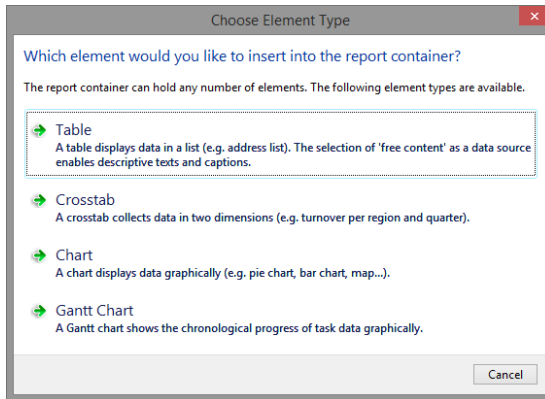 Choose Element Type
Which element would you like to insert into the report container?
The report container can hold any number of elements. The following element types are available.
Table
A table displays data in a list (e.g. address list). The selection of 'free content' as a data source
enables descriptive texts and captions.
Crosstab
A crosstab collects data in two dimensions (e.g. turnover per region and quarter).
Chart
A chart displays data graphically (e.g. pie chart, bar chart, map...).
Gantt Chart
A Gantt chart shows the chronological progress of task data graphically.
Cancel